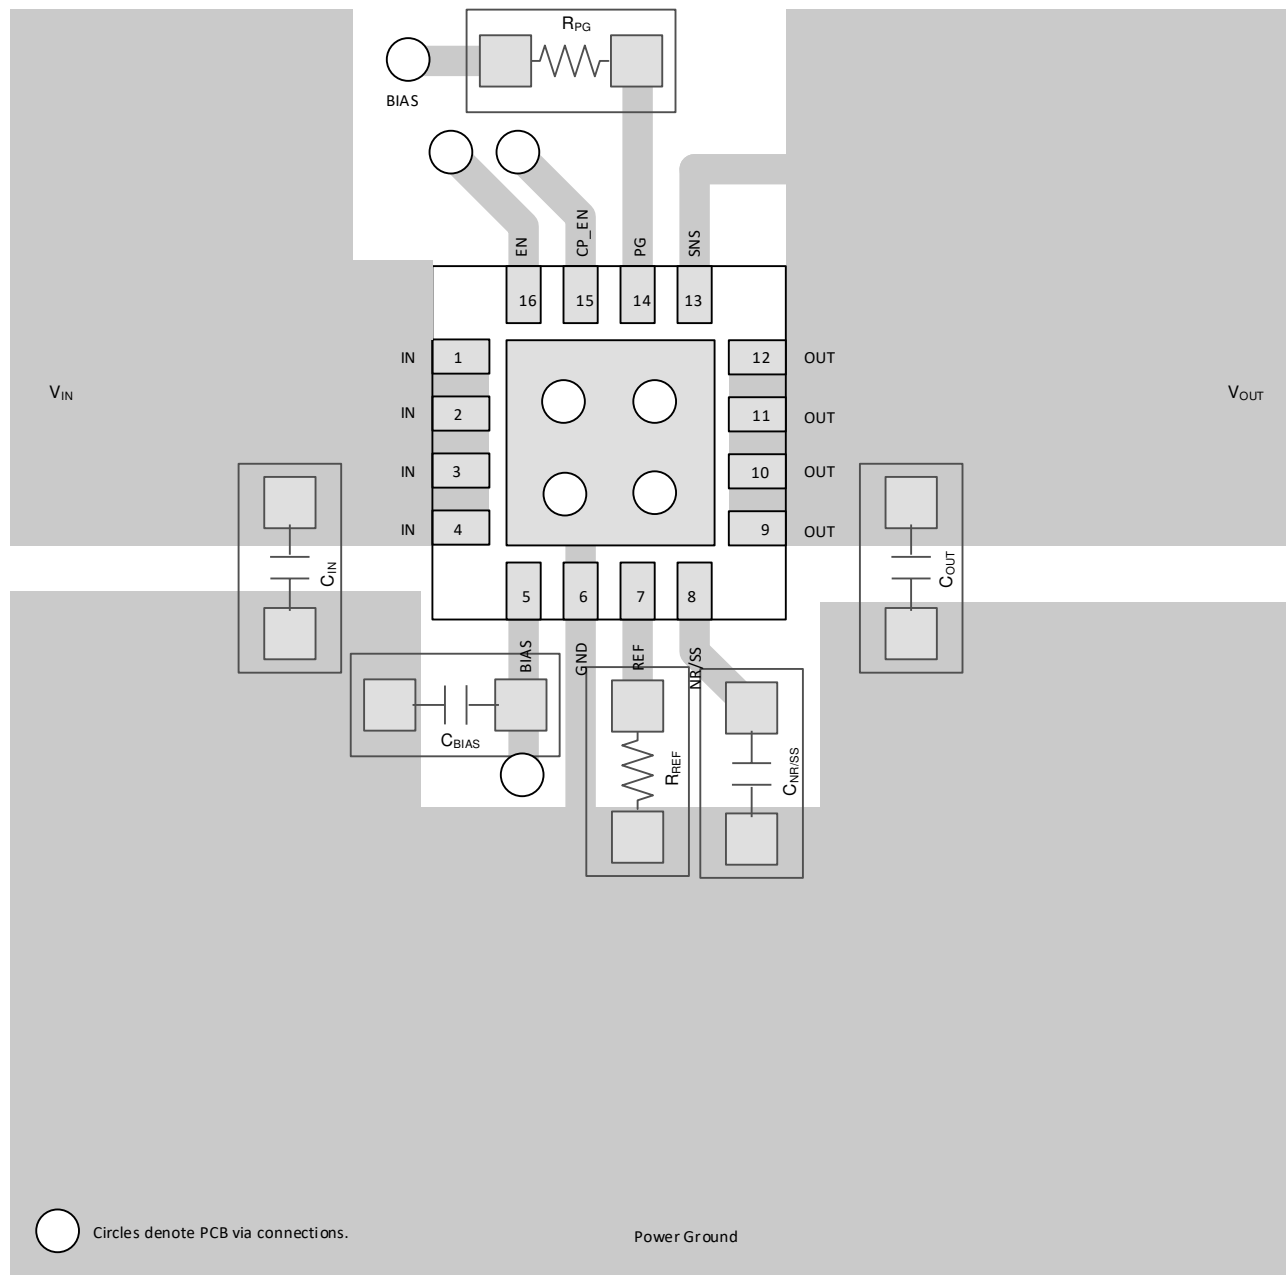 RPG
BIAS
EN
CP_EN
PG
SNS
16
15
14
13
IN
1
12
OUT
VIN
VOUT
IN
2
11
OUT
IN
3
10
OUT
IN
4
9
OUT
CIN
COUT
5
6
7
8
BIAS
GND
REF
NR/SS
CBIAS
RREF
CNR/SS
Circles denote PCB via connections.
Power Ground